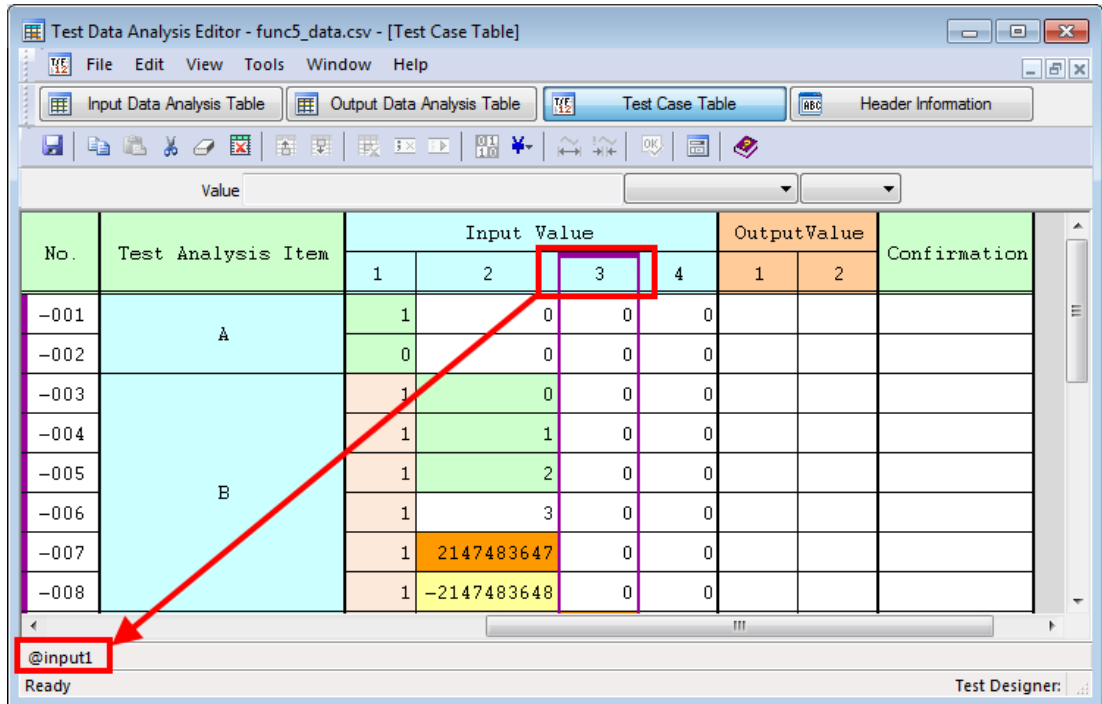 Test Data Analysis Editor - func5_data.csv - [Test Case Table]
File Edit View Tools Window Help
Input Data Analysis Table Output Data Analysis Table Test Case Table Header Information
Value
No. Test Analysis Item Input Value OutputValue Confirmation
1 2 3 4 1 2
-001 A 1 0 0 0
-002 0 0 0 0
-003 B 1 0 0 0
-004 1 1 0 0
-005 1 2 0 0
-006 1 3 0 0
-007 1 2147483647 0 0
-008 1 -2147483648 0 0
@input1
Ready Test Designer: